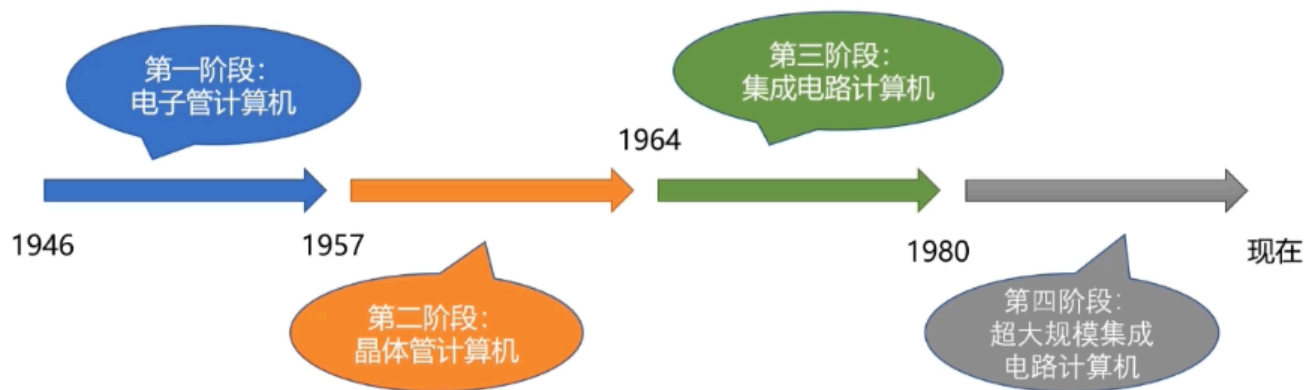 第一阶段：
电子管计算机
第三阶段：
集成电路计算机
1964
1946
1957
1980
现在
第二阶段：
晶体管计算机
第四阶段：
超大规模集成
电路计算机